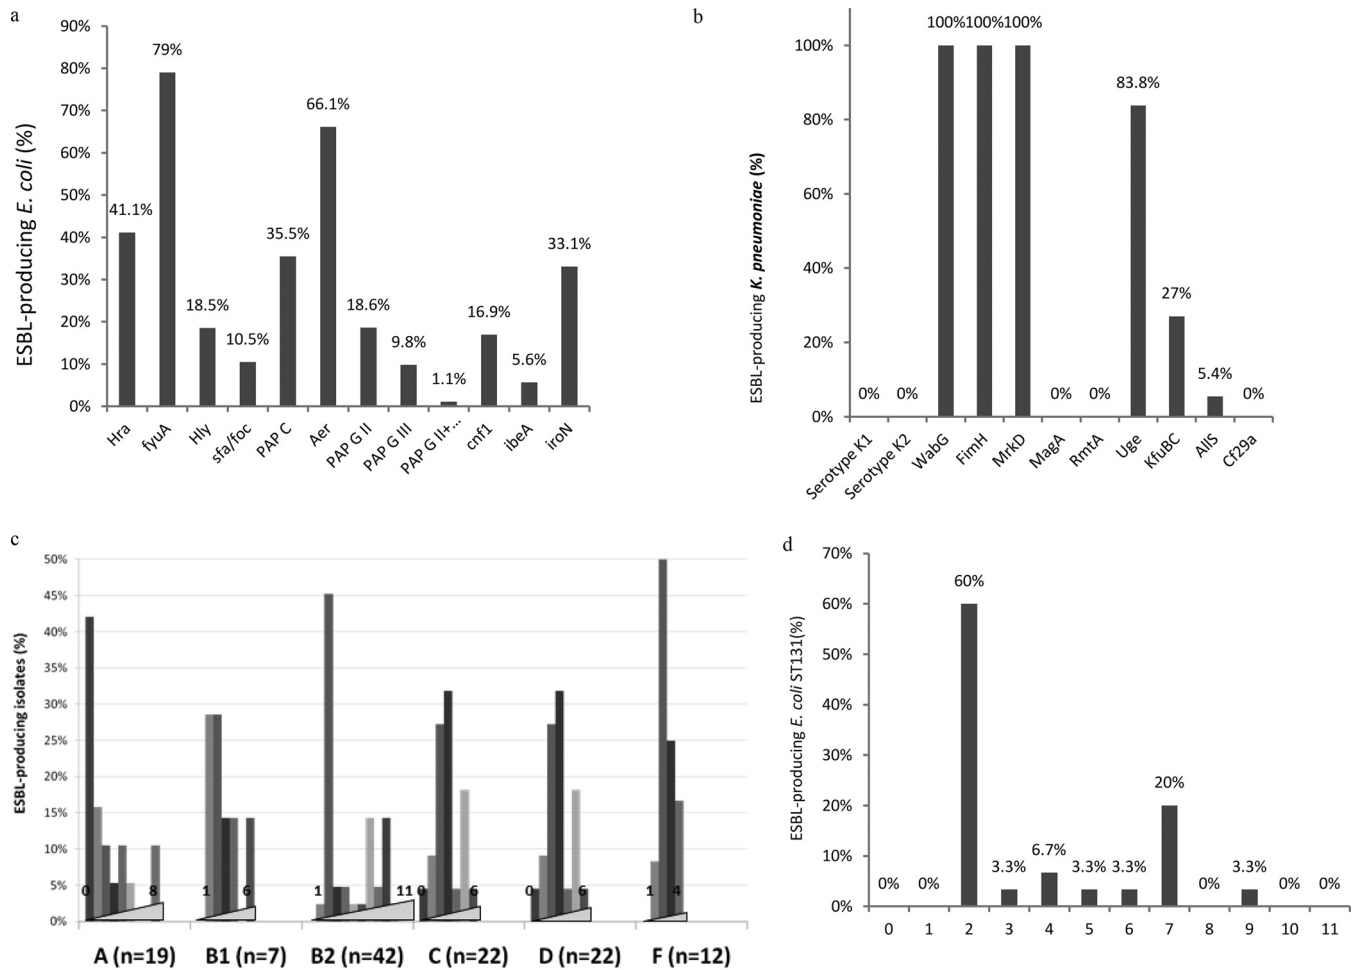 a
ESBL-producing E. coli (%)
90%
80%
70%
60%
50%
40%
30%
20%
10%
0%
41.1%
79%
18.5%
10.5%
35.5%
66.1%
18.6%
9.8%
1.1%
16.9%
5.6%
33.1%
Hra
fyuA
Hly
sfa/foc
PAP C
Aer
PAP G II
PAP G III
PAP G II+...
cnf1
ibeA
iroN
b
ESBL-producing K. pneumoniae (%)
100%
80%
60%
40%
20%
0%
0%
0%
100%
100%
100%
0%
0%
83.8%
27%
5.4%
0%
Serotype K1
Serotype K2
WabG
FimH
MrkD
MagA
RmtA
Uge
KfuBC
AllS
Cf29a
c
ESBL-producing isolates (%)
50%
45%
40%
35%
30%
25%
20%
15%
10%
5%
0%
0 8
1 6
1 11
0 6
0 6
1 4
A (n=19)
B1 (n=7)
B2 (n=42)
C (n=22)
D (n=22)
F (n=12)
d
ESBL-producing E. coli ST131(%)
70%
60%
50%
40%
30%
20%
10%
0%
0%
0%
60%
3.3%
6.7%
3.3%
3.3%
20%
0%
3.3%
0%
0%
0 1 2 3 4 5 6 7 8 9 10 11